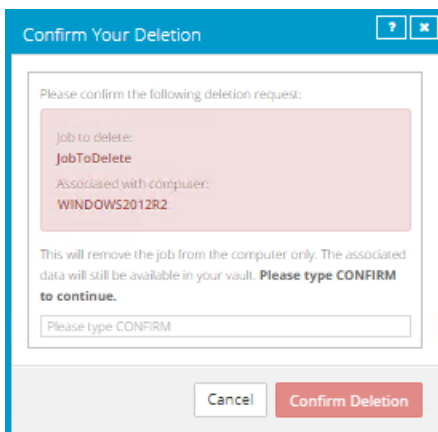 Confirm Your Deletion
? ×
Please confirm the following deletion request:
Job to delete:
JobToDelete
Associated with computer:
WINDOWS2012R2
This will remove the job from the computer only. The associated
data will still be available in your vault. Please type CONFIRM
to continue.
Please type CONFIRM
Cancel Confirm Deletion